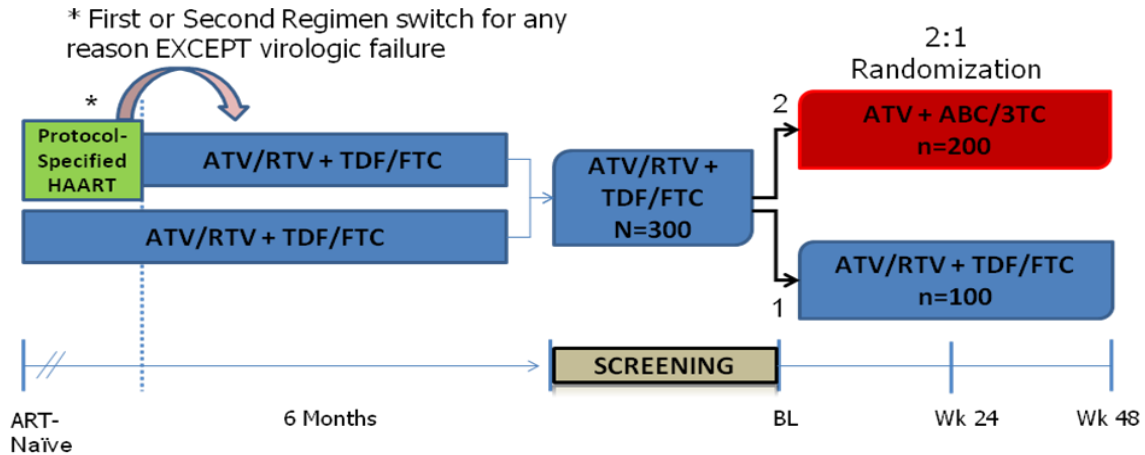 * First or Second Regimen switch for any
reason EXCEPT virologic failure
2:1
Randomization
*
Protocol-
Specified
HAART
ATV/RTV + TDF/FTC
ATV/RTV + TDF/FTC
ATV/RTV +
TDF/FTC
N=300
2
ATV + ABC/3TC
n=200
1
ATV/RTV + TDF/FTC
n=100
SCREENING
ART-
Naïve
6 Months
BL
Wk 24
Wk 48